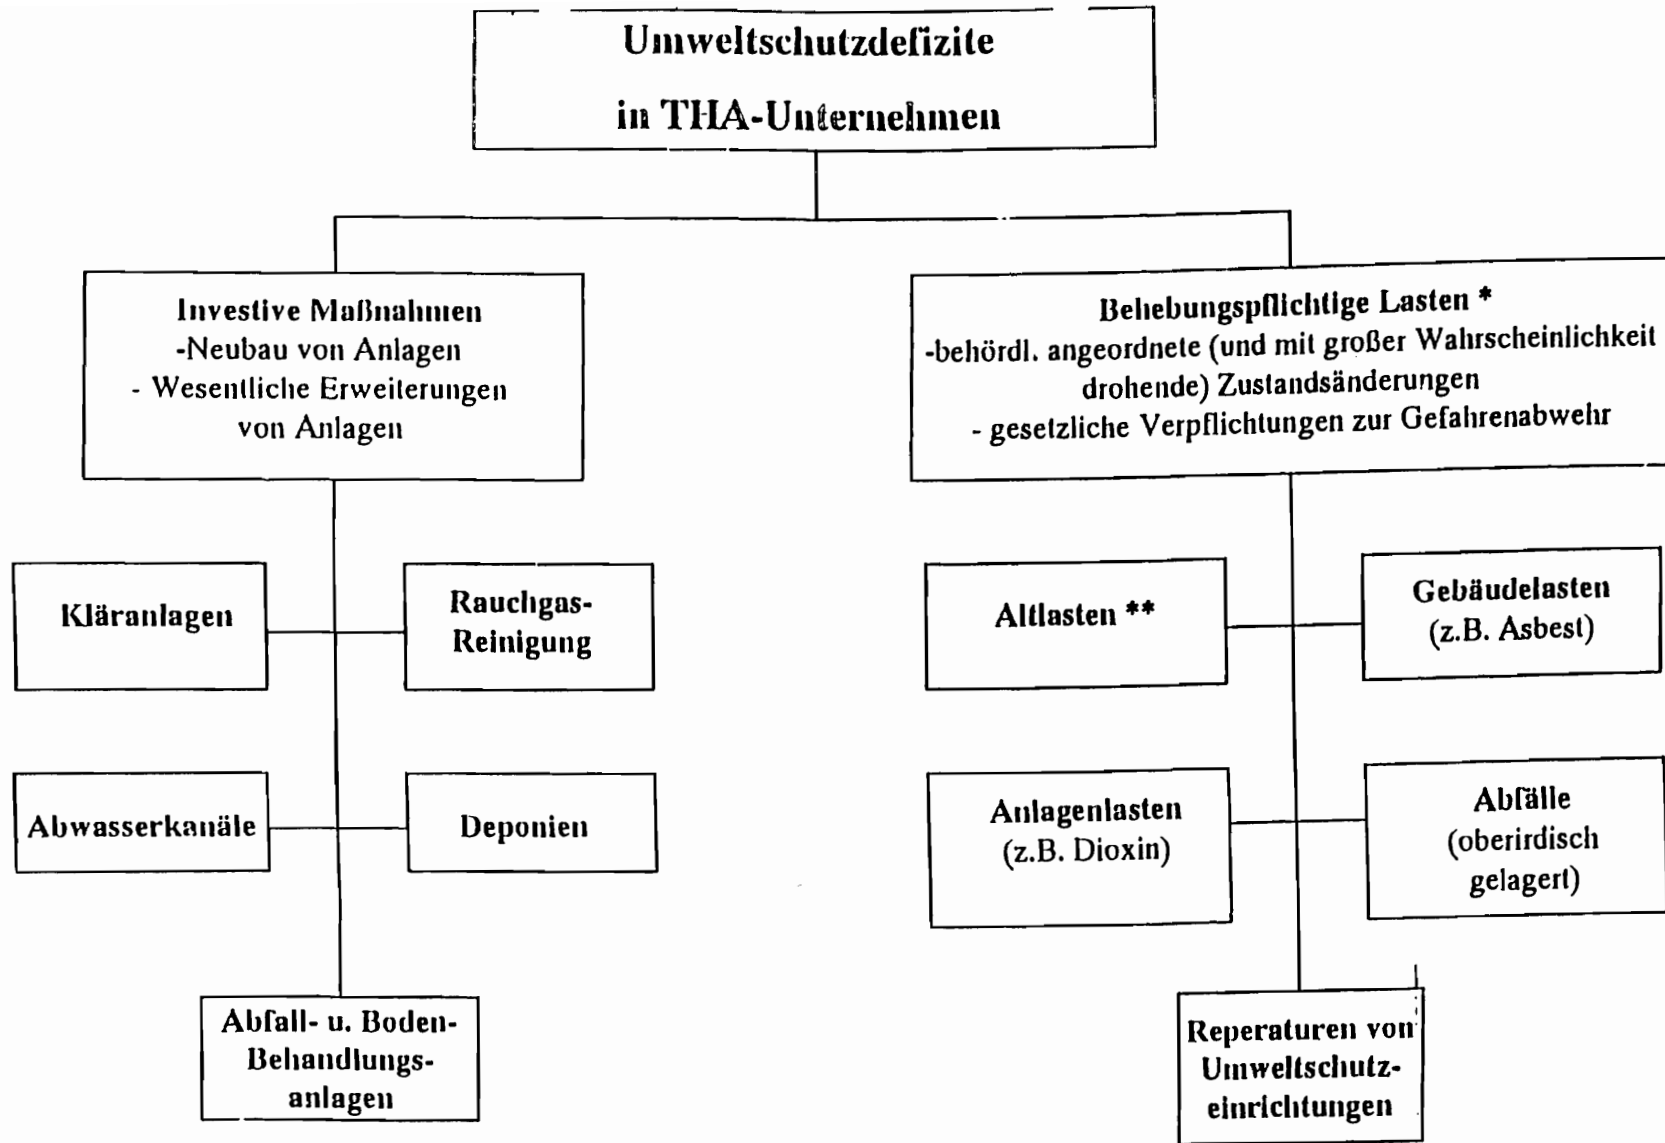 Umweltschutzdefizite
in THA-Unternehmen
Investive Maßnahmen
-Neubau von Anlagen
- Wesentliche Erweiterungen
von Anlagen
Behebungspflichtige Lasten *
-behördl. angeordnete (und mit großer Wahrscheinlichkeit
drohende) Zustandsänderungen
- gesetzliche Verpflichtungen zur Gefahrenabwehr
Kläranlagen
Rauchgas-
Reinigung
Abwasserkanäle
Deponien
Abfall- u. Boden-
Behandlungs-
anlagen
Altlasten **
Gebäudelasten
(z.B. Asbest)
Anlagenlasten
(z.B. Dioxin)
Abfälle
(oberirdisch
gelagert)
Reperaturen von
Umweltschutz-
einrichtungen